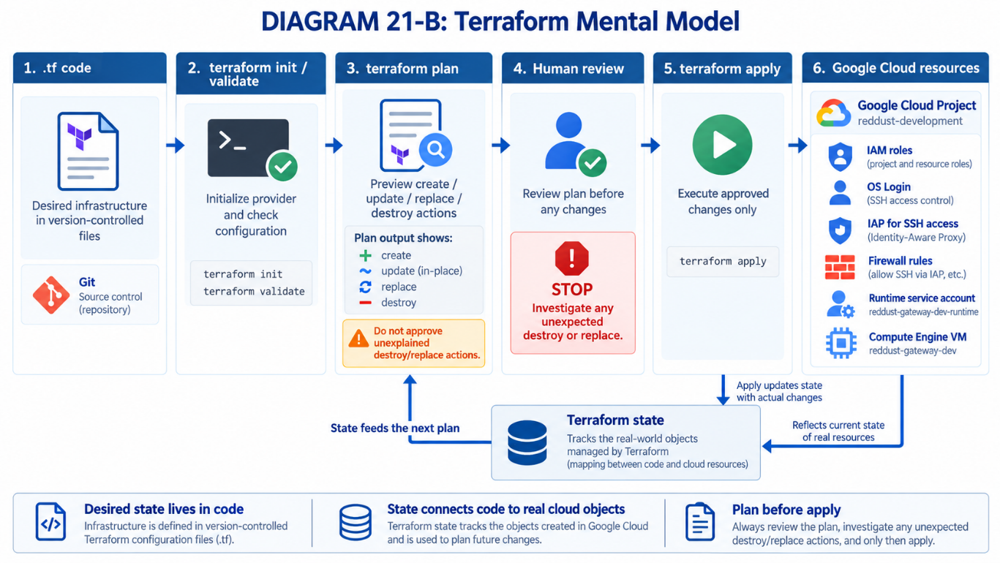 DIAGRAM 21-B: Terraform Mental Model
1. .tf code
Desired infrastructure
in version-controlled
files
Git
Source control
(repository)
2. terraform init /
validate
>_
Initialize provider
and check
configuration
terraform init
terraform validate
3. terraform plan
Preview create /
update / replace /
destroy actions
Plan output shows:
+ create
~ update (in-place)
replace
− destroy
!
Do not approve
unexplained
destroy/replace actions.
4. Human review
Review plan before
any changes
!
STOP
Investigate any
unexpected
destroy or replace.
5. terraform apply
Execute approved
changes only
terraform apply
6. Google Cloud resources
Google Cloud Project
reddust-development
IAM roles
(project and resource roles)
OS Login
(SSH access control)
IAP for SSH access
(Identity-Aware Proxy)
Firewall rules
(allow SSH via IAP, etc.)
Runtime service account
reddust-gateway-dev-runtime
Compute Engine VM
reddust-gateway-dev
Apply updates state
with actual changes
State feeds the next plan
Terraform state
Tracks the real-world objects
managed by Terraform
(mapping between code and cloud resources)
Reflects current state
of real resources
</>
Desired state lives in code
Infrastructure is defined in version-controlled
Terraform configuration files (.tf).
State connects code to real cloud objects
Terraform state tracks the objects created in Google Cloud
and is used to plan future changes.
Plan before apply
Always review the plan, investigate any unexpected
destroy/replace actions, and only then apply.